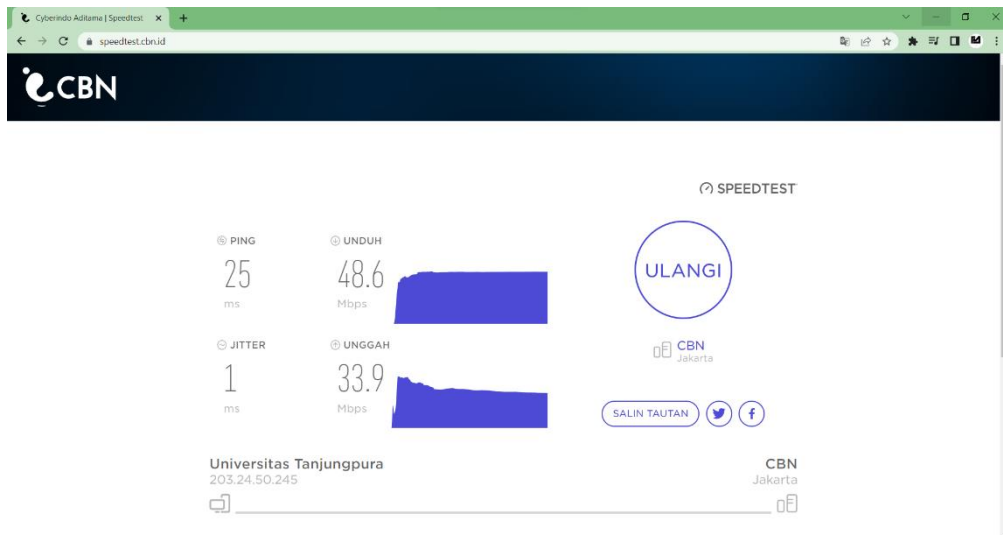 Cyberindo Aditama | Speedtest
speedtest.cbn.id
CBN
SPEEDTEST
PING
25
ms
UNDUH
48.6
Mbps
ULANGI
JITTER
1
ms
UNGGAH
33.9
Mbps
CBN
Jakarta
SALIN TAUTAN
Universitas Tanjungpura
203.24.50.245
CBN
Jakarta